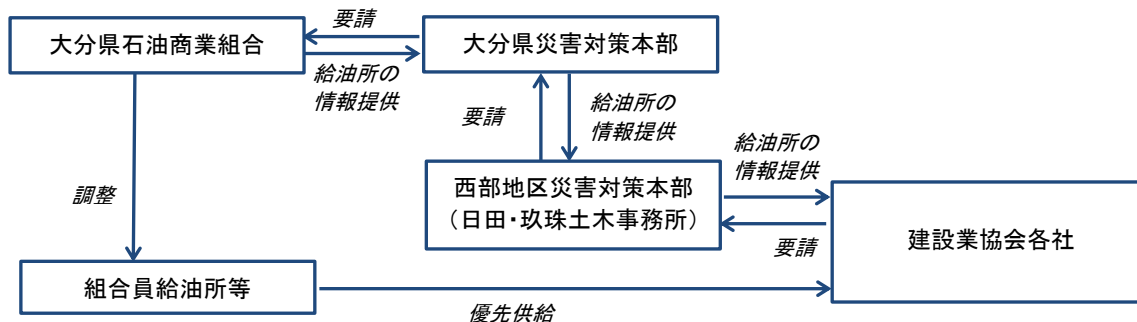 要請
大分県石油商業組合
大分県災害対策本部
給油所の
情報提供
要請
給油所の
情報提供
給油所の
情報提供
西部地区災害対策本部
（日田・玖珠土木事務所）
調整
要請
建設業協会各社
組合員給油所等
優先供給